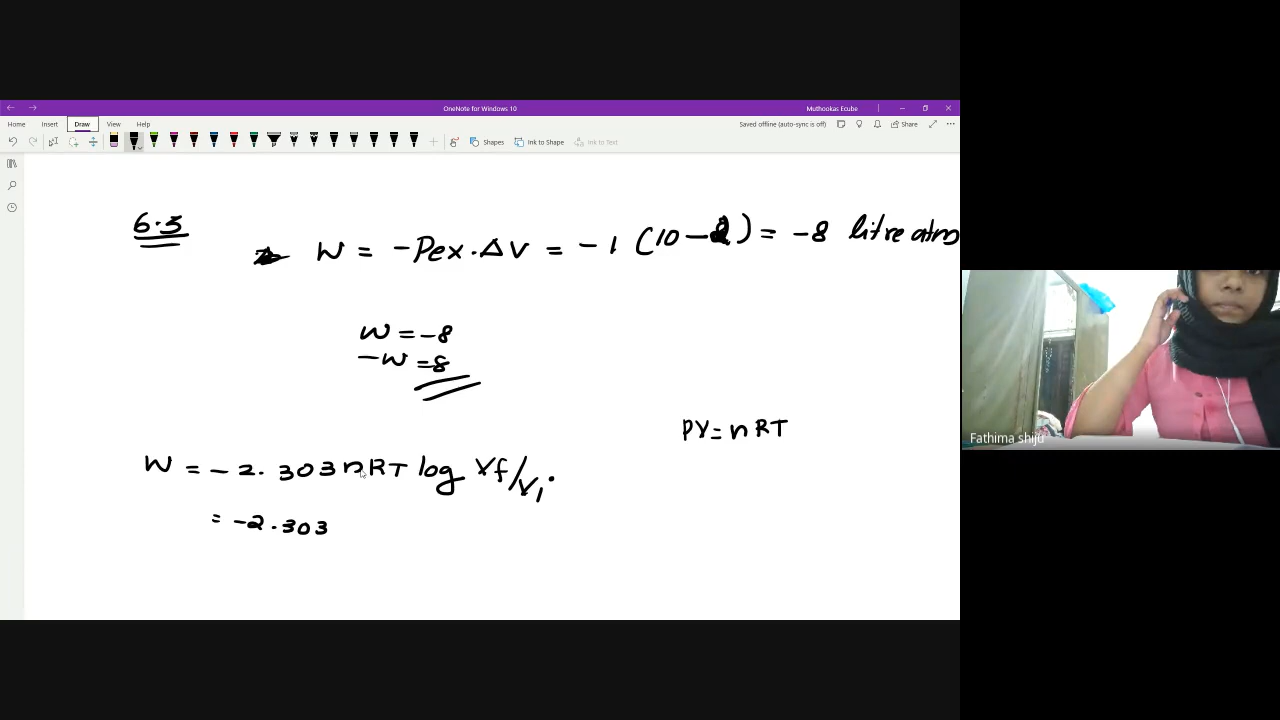 OneNote for Windows 10
Muthookas Ecube
Home Insert Draw View Help
Saved offline (auto-sync is off)
Share
Shapes
Ink to Shape
Ink to Text
6.3
W = -Pex.ΔV = -1 (10-2) = -8 litre atm
W = -8
-W = 8
PV = nRT
W = -2.303 nRT log Vf/Vi
= -2.303
Fathima shiju